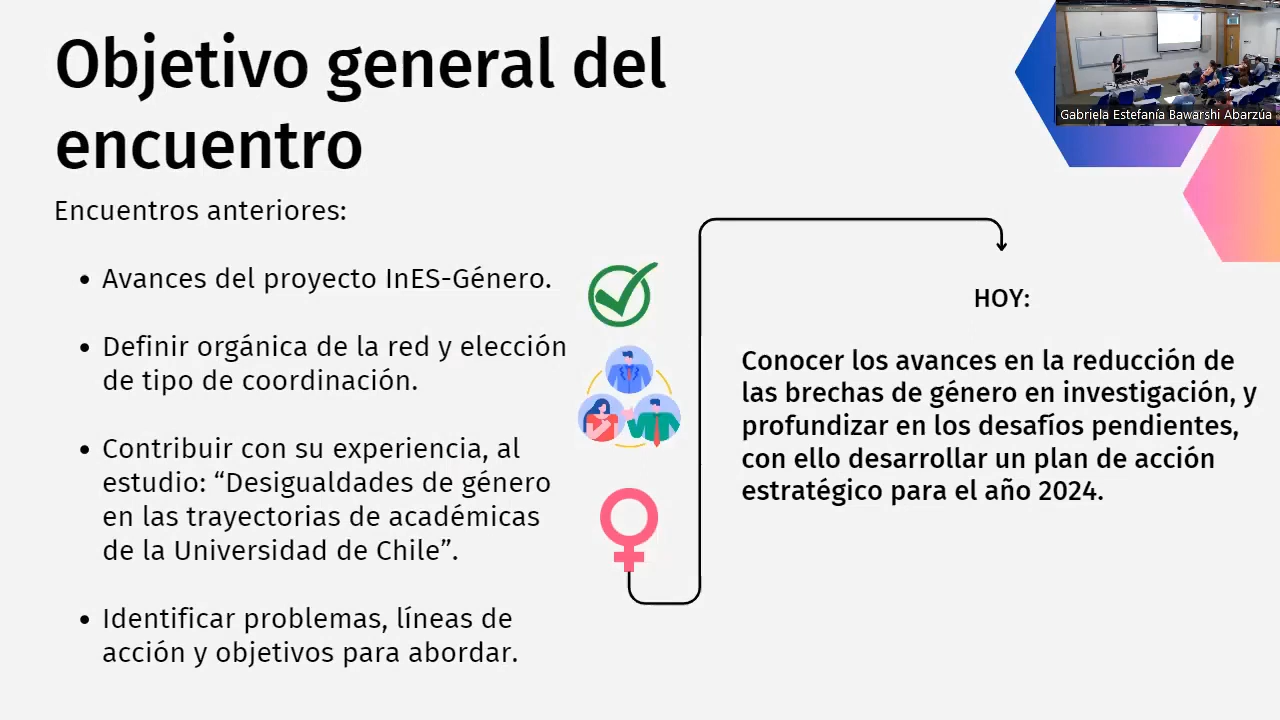 Objetivo general del
encuentro
Encuentros anteriores:
• Avances del proyecto InES-Género.
• Definir orgánica de la red y elección
de tipo de coordinación.
• Contribuir con su experiencia, al
estudio: “Desigualdades de género
en las trayectorias de académicas
de la Universidad de Chile”.
• Identificar problemas, líneas de
acción y objetivos para abordar.
HOY:
Conocer los avances en la reducción de
las brechas de género en investigación, y
profundizar en los desafíos pendientes,
con ello desarrollar un plan de acción
estratégico para el año 2024.
Gabriela Estefanía Bawarshi Abarzúa